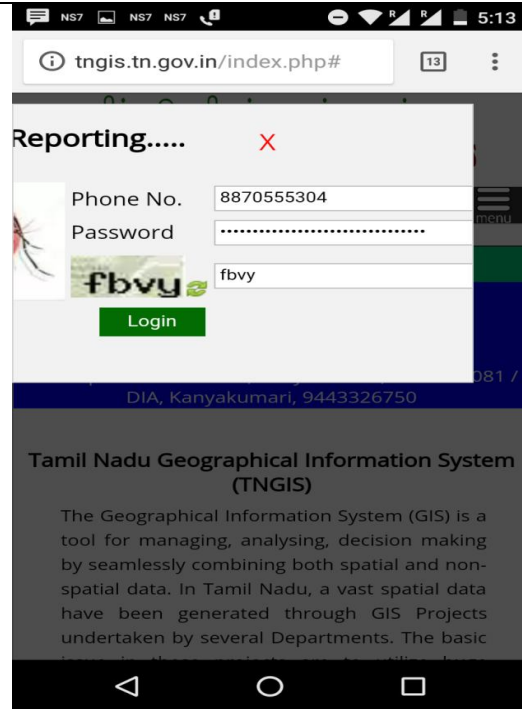 NS7 NS7 NS7 R R 5:13
tngis.tn.gov.in/index.php# 13
Reporting..... X
Phone No. 8870555304
menu
Password ................................
fbvy fbvy
Login
081 /
DIA, Kanyakumari, 9443326750
Tamil Nadu Geographical Information System
(TNGIS)
The Geographical Information System (GIS) is a
tool for managing, analysing, decision making
by seamlessly combining both spatial and non-
spatial data. In Tamil Nadu, a vast spatial data
have been generated through GIS Projects
undertaken by several Departments. The basic